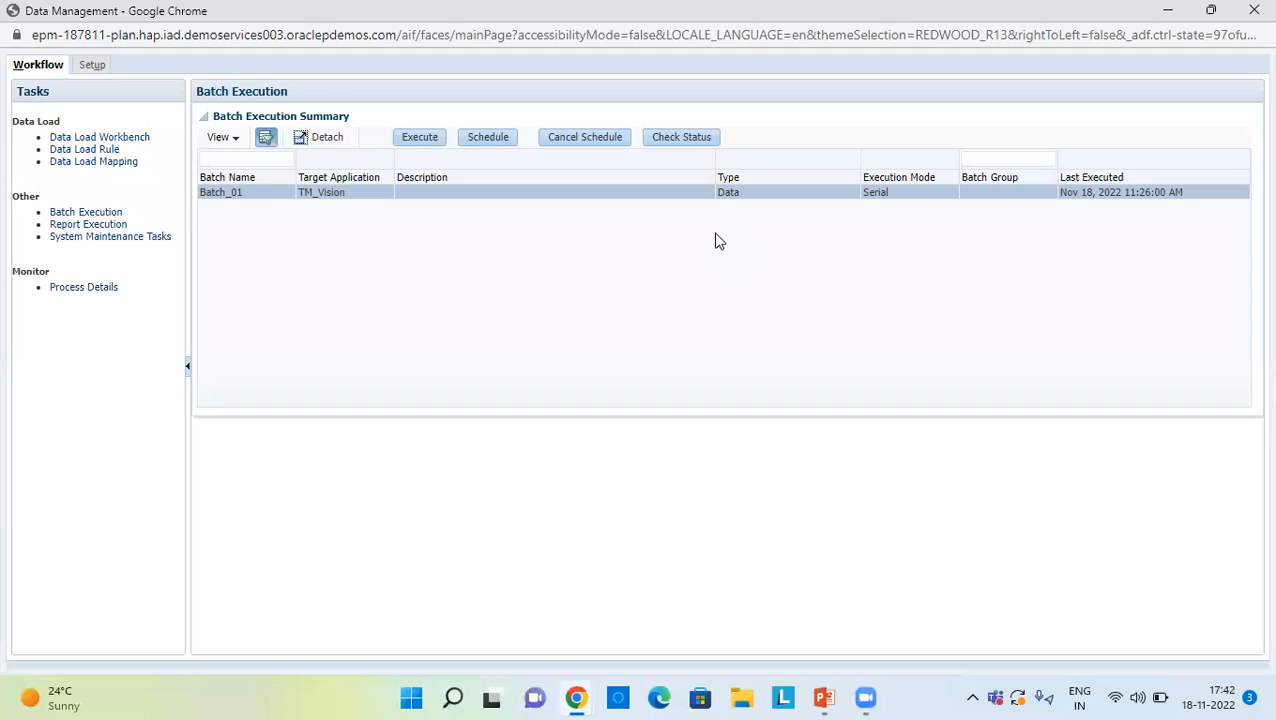 Data Management - Google Chrome
epm-187811-plan.hap.iad.demoservices003.oraclepdemos.com/aif/faces/mainPage?accessibilityMode=false&LOCALE_LANGUAGE=en&themeSelection=REDWOOD_R13&rightToLeft=false&_adf.ctrl-state=97ofu...
Workflow Setup
Tasks
Data Load
Data Load Workbench
Data Load Rule
Data Load Mapping
Other
Batch Execution
Report Execution
System Maintenance Tasks
Monitor
Process Details
Batch Execution
Batch Execution Summary
View Detach Execute Schedule Cancel Schedule Check Status
Batch Name Target Application Description Type Execution Mode Batch Group Last Executed
Batch_01 TM_Vision Data Serial Nov 18, 2022 11:26:00 AM
24°C
Sunny
ENG
IN
17:42
18-11-2022
3